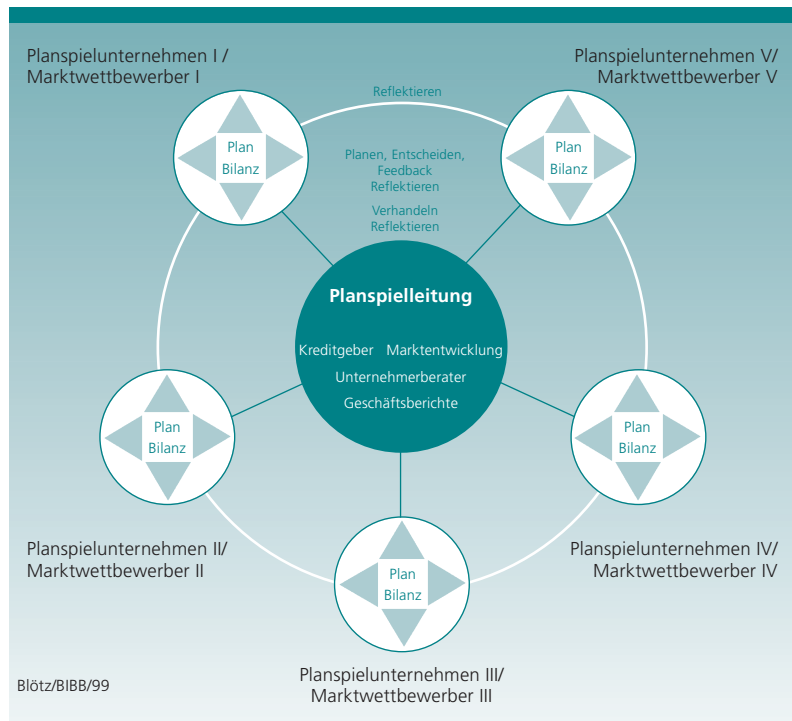 Planspielunternehmen I /
Marktwettbewerber I
Planspielunternehmen V/
Marktwettbewerber V
Reflektieren
Plan
Bilanz
Plan
Bilanz
Planen, Entscheiden,
Feedback
Reflektieren
Verhandeln
Reflektieren
Planspielleitung
Kreditgeber Marktentwicklung
Unternehmerberater
Geschäftsberichte
Plan
Bilanz
Plan
Bilanz
Planspielunternehmen II/
Marktwettbewerber II
Planspielunternehmen IV/
Marktwettbewerber IV
Plan
Bilanz
Planspielunternehmen III/
Marktwettbewerber III
Blötz/BIBB/99